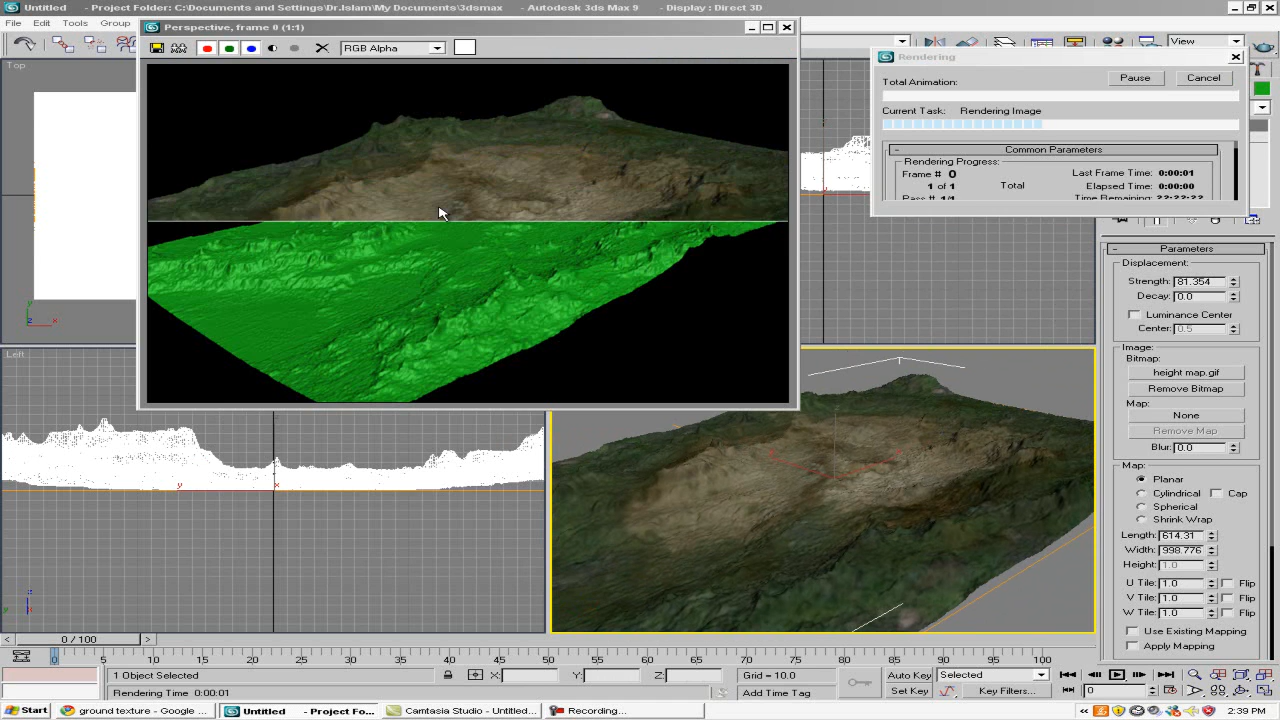 Untitled - Project Folder: C:\Documents and Settings\Dr.Islam\My Documents\3dsmax - Autodesk 3ds Max 9 - Display : Direct 3D
File Edit Tools Group
View
Perspective, frame 0 (1:1)
RGB Alpha
Rendering
Total Animation:
Pause
Cancel
Current Task: Rendering Image
- Common Parameters
Rendering Progress:
Frame # 0
1 of 1
Total
Last Frame Time: 0:00:01
Elapsed Time: 0:00:00
Pass # 1/1
Time Remaining: ??:??:??
Top
Left
z x
y
y x
- Parameters
Displacement:
Strength: 81.354
Decay: 0.0
Luminance Center
Center: 0.5
Image:
Bitmap:
height map.gif
Remove Bitmap
Map:
None
Remove Map
Blur: 0.0
Map:
Planar
Cylindrical Cap
Spherical
Shrink Wrap
Length: 614.31
Width: 998.776
Height: 1.0
U Tile: 1.0 Flip
V Tile: 1.0 Flip
W Tile: 1.0 Flip
Use Existing Mapping
Apply Mapping
< 0 / 100 >
0 5 10 15 20 25 30 35 40 45 50 55 60 65 70 75 80 85 90 95 100
1 Object Selected
X: Y: Z:
Grid = 10.0
Auto Key
Selected
Rendering Time 0:00:01
Add Time Tag
Set Key
Key Filters...
0
Start
ground texture - Google ...
Untitled - Project Fo...
Camtasia Studio - Untitled...
Recording...
2:39 PM